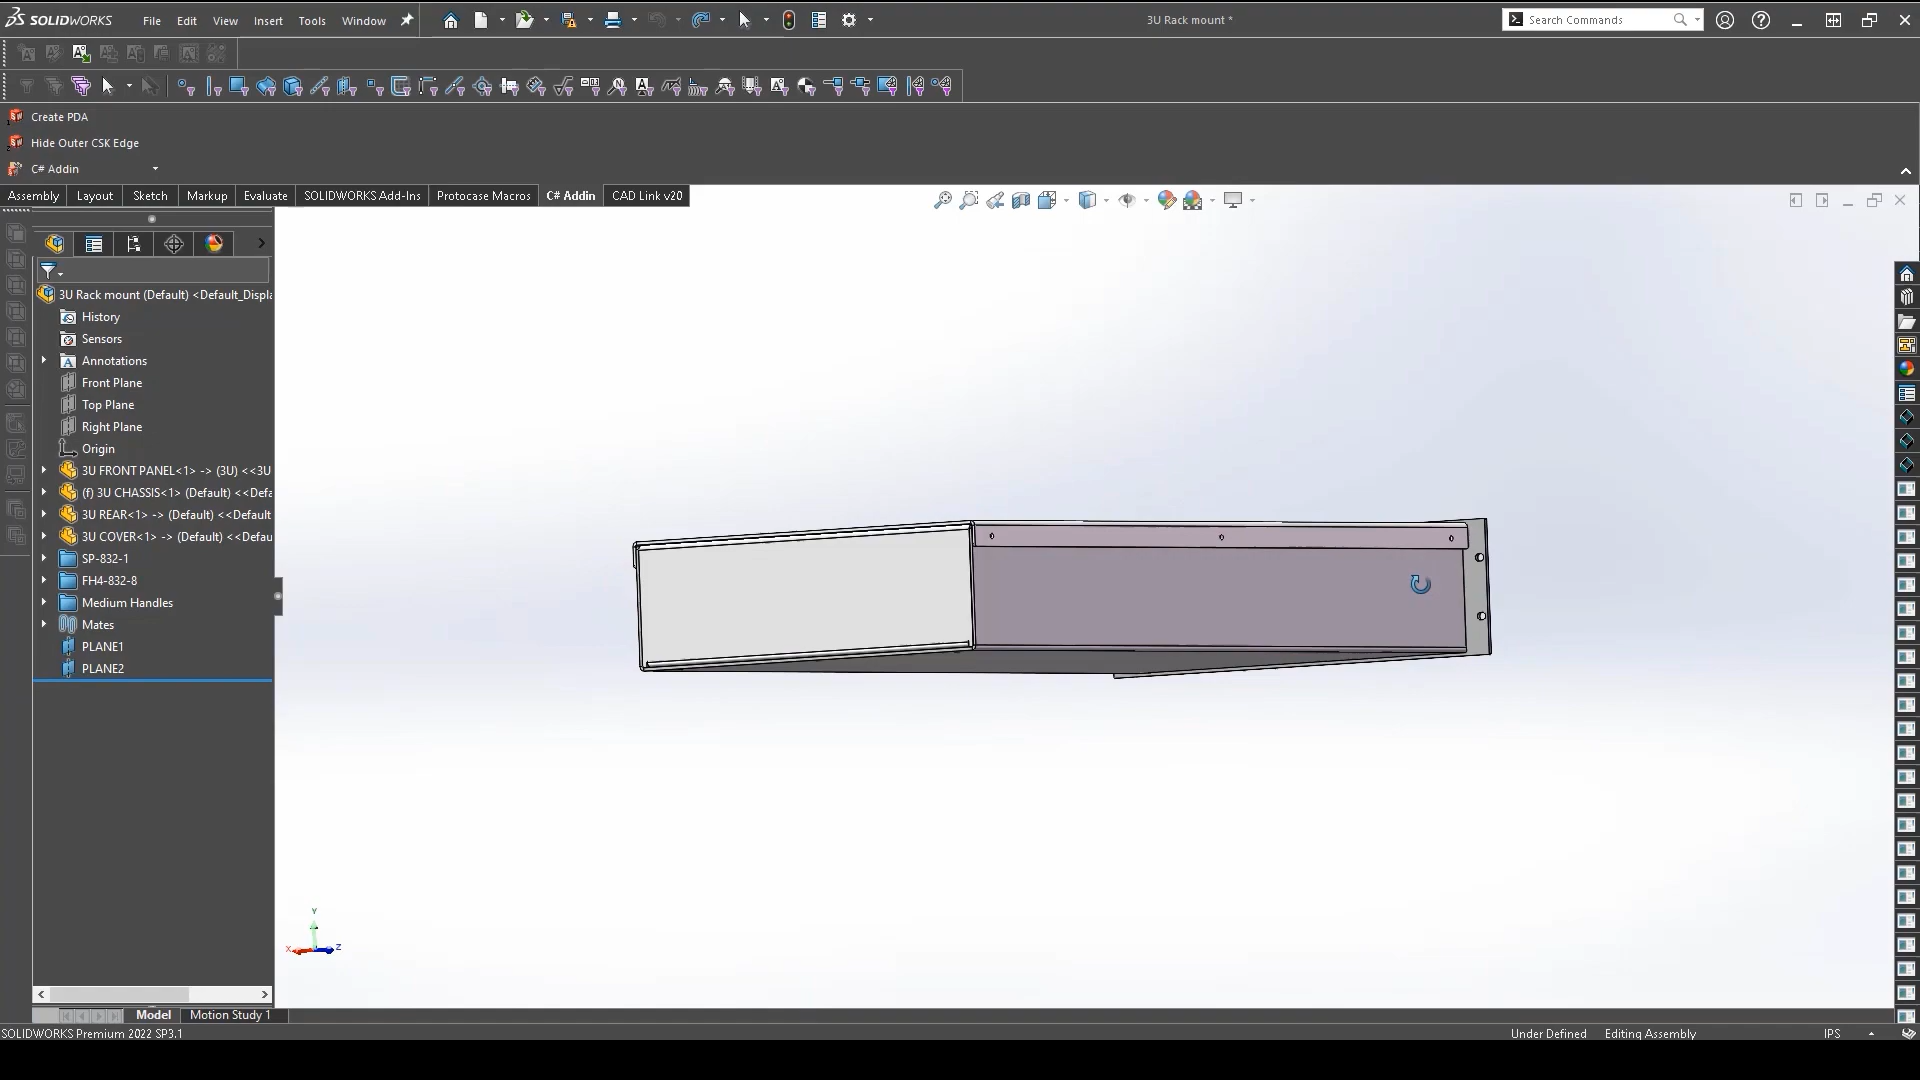 SOLIDWORKS File Edit View Insert Tools Window 3U Rack mount * Search Commands
Create PDA
Hide Outer CSK Edge
C# Addin
Assembly Layout Sketch Markup Evaluate SOLIDWORKS Add-Ins Protocase Macros C# Addin CAD Link v20
3U Rack mount (Default) <Default_Displa
History
Sensors
Annotations
Front Plane
Top Plane
Right Plane
Origin
3U FRONT PANEL<1> -> (3U) <<3U
(f) 3U CHASSIS<1> (Default) <<Defa
3U REAR<1> -> (Default) <<Default
3U COVER<1> -> (Default) <<Defau
SP-832-1
FH4-832-8
Medium Handles
Mates
PLANE1
PLANE2
Y
X Z
Model Motion Study 1
SOLIDWORKS Premium 2022 SP3.1 Under Defined Editing Assembly IPS